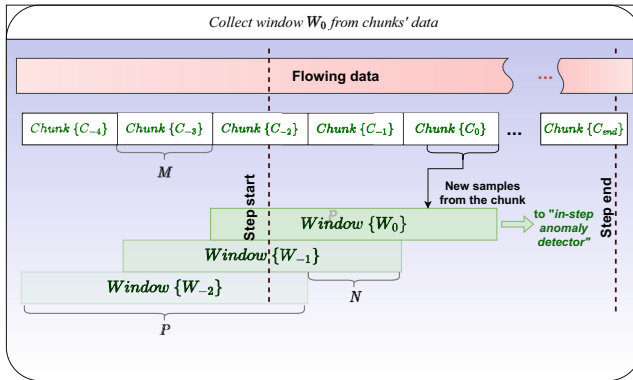 Collect window W₀ from chunks' data
Flowing data
...
Chunk {C₋₄} Chunk {C₋₃} Chunk {C₋₂} Chunk {C₋₁} Chunk {C₀} ... Chunk {Cₑₙd}
M
Step start
New samples
from the chunk
Step end
P
Window {W₀}
to "in-step
anomaly
detector"
Window {W₋₁}
Window {W₋₂}
N
P